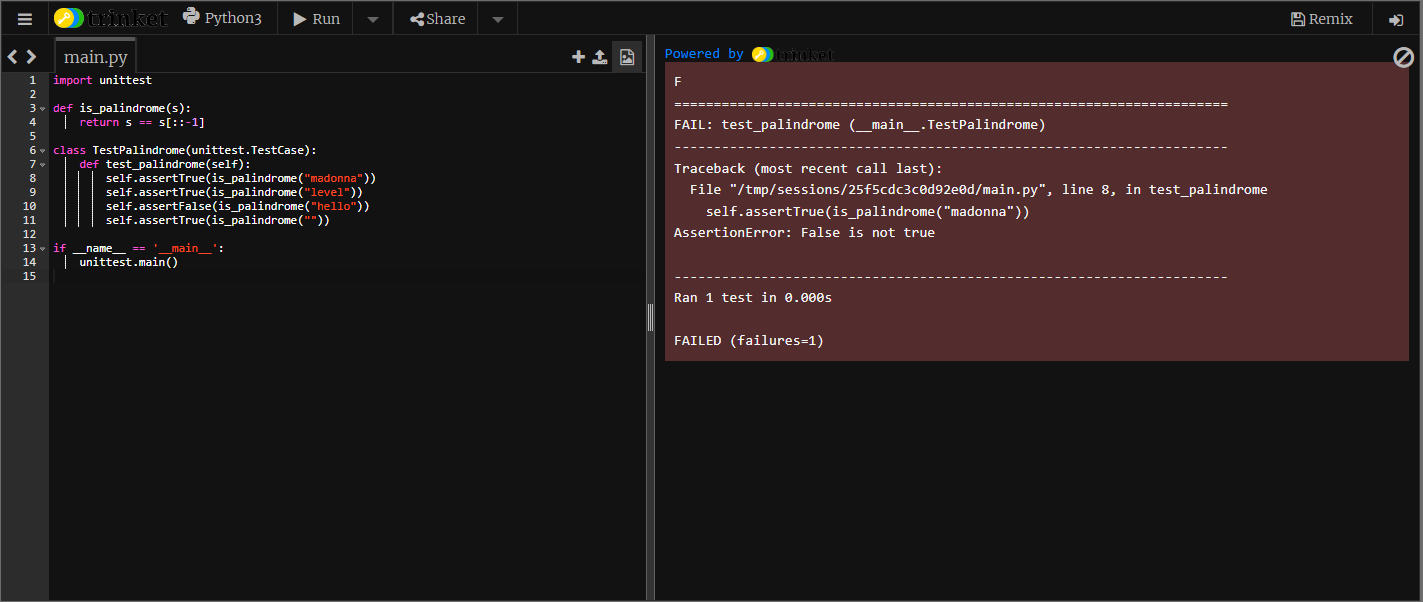 trinket Python3 Run Share Remix
main.py
1 import unittest
2
3 def is_palindrome(s):
4     return s == s[::-1]
5
6 class TestPalindrome(unittest.TestCase):
7     def test_palindrome(self):
8         self.assertTrue(is_palindrome("madonna"))
9         self.assertTrue(is_palindrome("level"))
10         self.assertFalse(is_palindrome("hello"))
11         self.assertTrue(is_palindrome(""))
12
13 if __name__ == '__main__':
14     unittest.main()
15
Powered by trinket
F
======================================================================
FAIL: test_palindrome (__main__.TestPalindrome)
----------------------------------------------------------------------
Traceback (most recent call last):
  File "/tmp/sessions/25f5cdc3c0d92e0d/main.py", line 8, in test_palindrome
    self.assertTrue(is_palindrome("madonna"))
AssertionError: False is not true
----------------------------------------------------------------------
Ran 1 test in 0.000s
FAILED (failures=1)